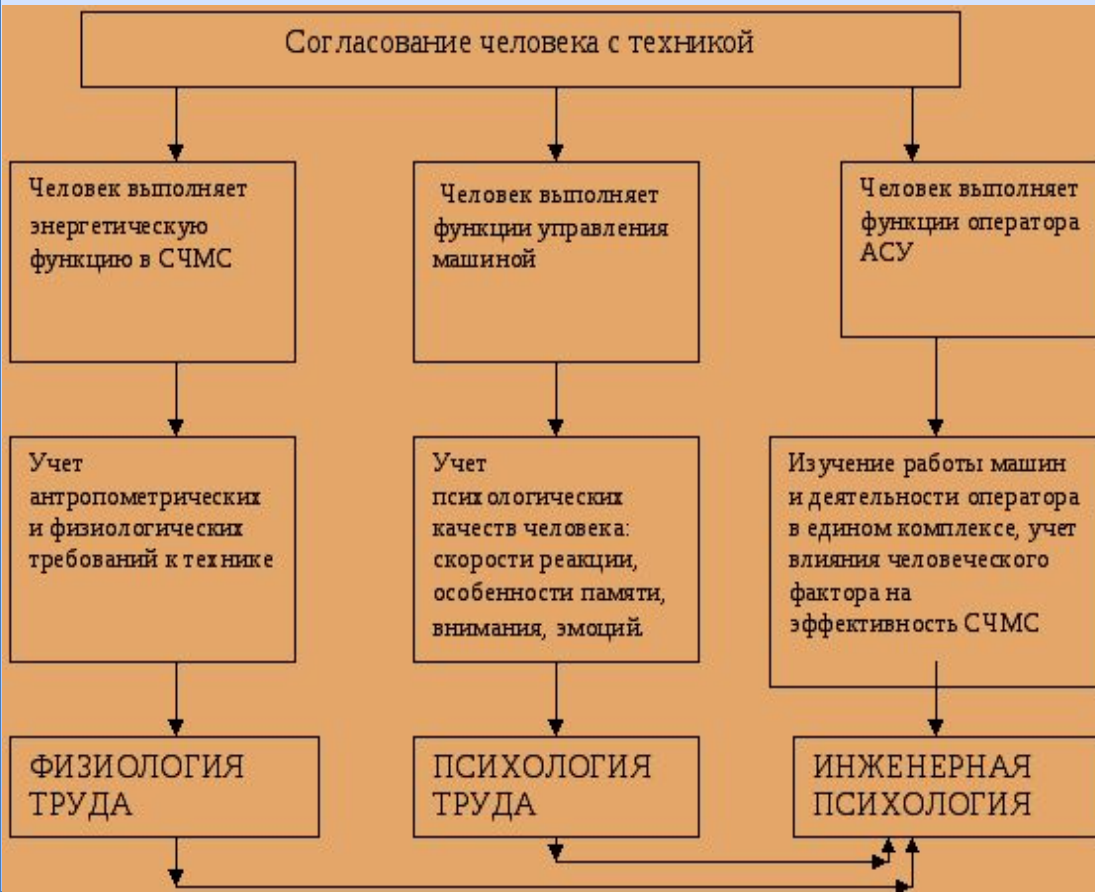 Согласование человека с техникой
Человек выполняет
энергетическую
функцию в СЧМС
Человек выполняет
функции управления
машиной
Человек выполняет
функции оператора
АСУ
Учет
антропометрических
и физиологических
требований к технике
Учет
психологических
качеств человека:
скорости реакции,
особенности памяти,
внимания, эмоций.
Изучение работы машин
и деятельности оператора
в едином комплексе, учет
влияния человеческого
фактора на
эффективность СЧМС
ФИЗИОЛОГИЯ
ТРУДА
ПСИХОЛОГИЯ
ТРУДА
ИНЖЕНЕРНАЯ
ПСИХОЛОГИЯ